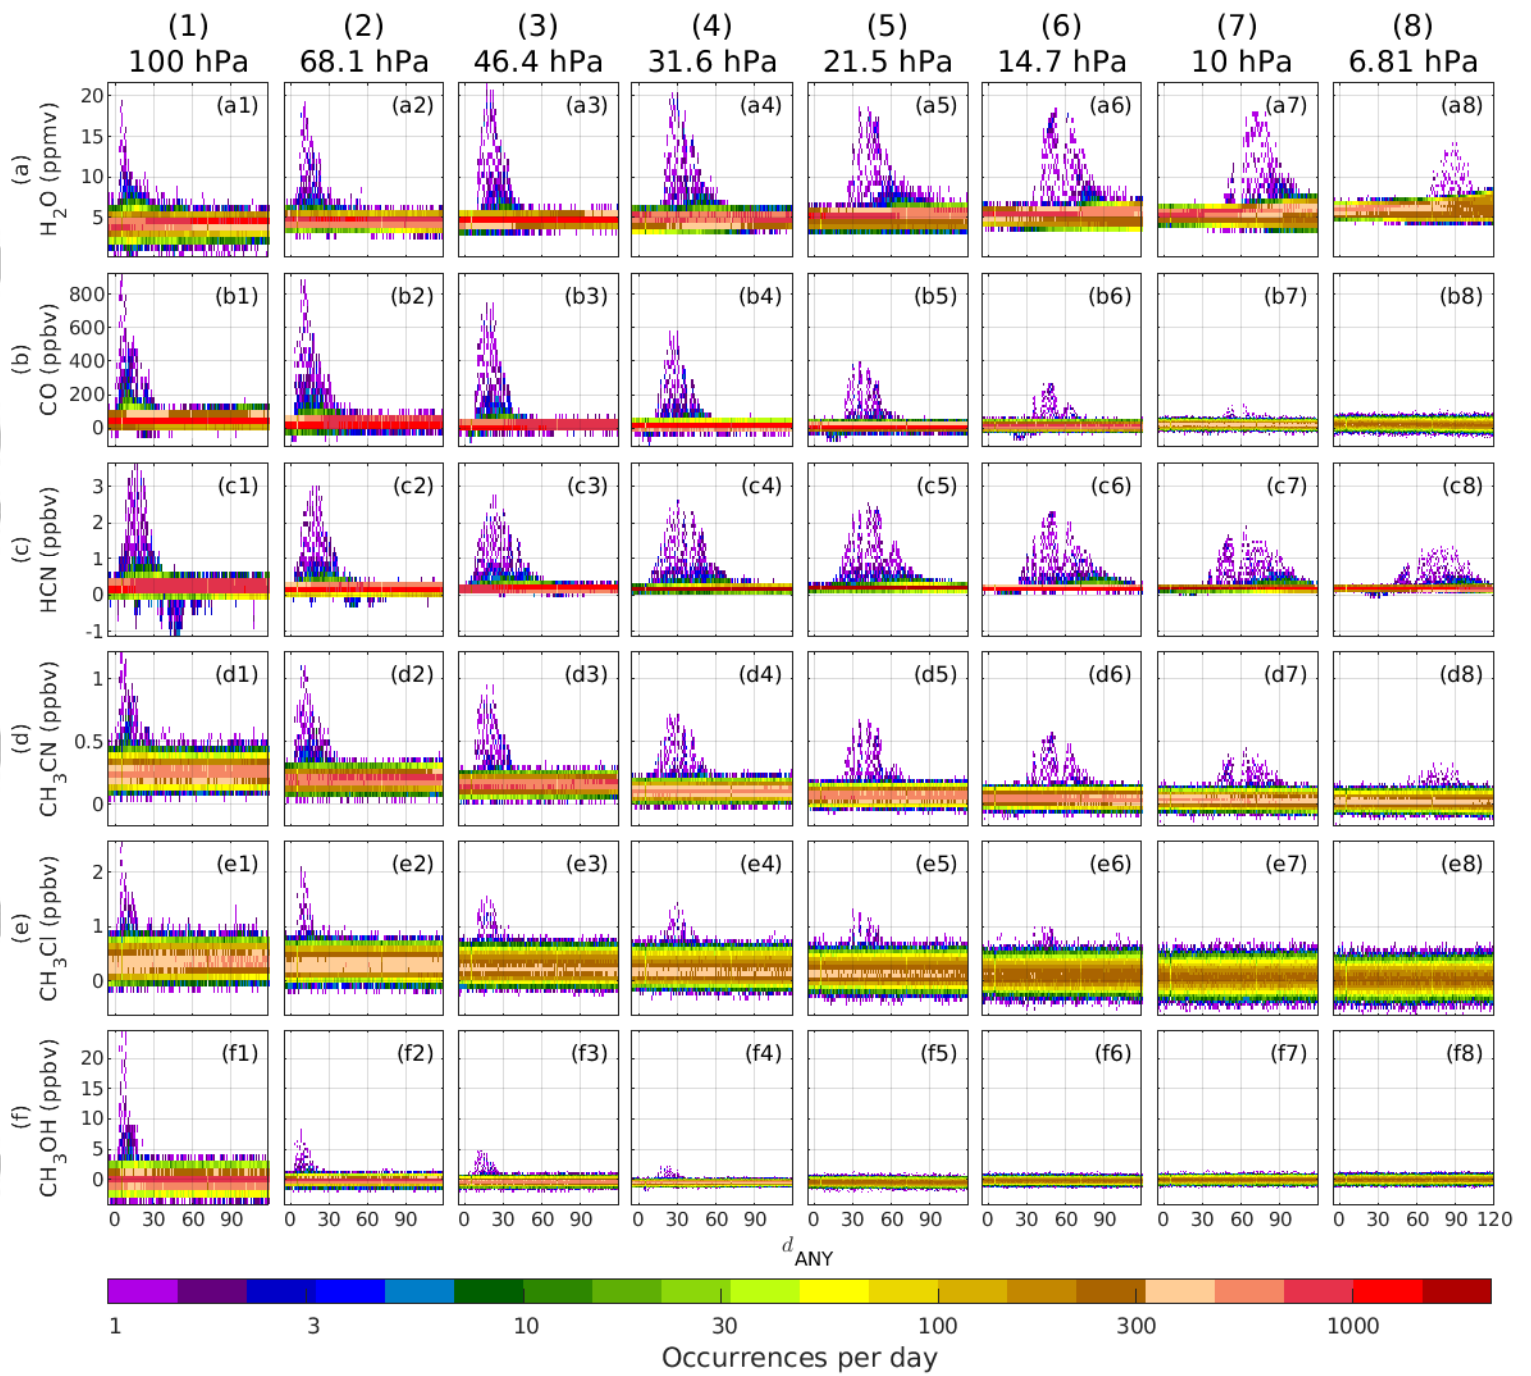 (1) (2) (3) (4) (5) (6) (7) (8)
100 hPa 68.1 hPa 46.4 hPa 31.6 hPa 21.5 hPa 14.7 hPa 10 hPa 6.81 hPa
(a)
H2O (ppmv)
20
15
10
5
(a1) (a2) (a3) (a4) (a5) (a6) (a7) (a8)
(b)
CO (ppbv)
800
600
400
200
0
(b1) (b2) (b3) (b4) (b5) (b6) (b7) (b8)
(c)
HCN (ppbv)
3
2
1
0
-1
(c1) (c2) (c3) (c4) (c5) (c6) (c7) (c8)
(d)
CH3CN (ppbv)
1
0.5
0
(d1) (d2) (d3) (d4) (d5) (d6) (d7) (d8)
(e)
CH3Cl (ppbv)
2
1
0
(e1) (e2) (e3) (e4) (e5) (e6) (e7) (e8)
(f)
CH3OH (ppbv)
20
15
10
5
0
(f1) (f2) (f3) (f4) (f5) (f6) (f7) (f8)
0 30 60 90 0 30 60 90 0 30 60 90 0 30 60 90 0 30 60 90 0 30 60 90 0 30 60 90 0 30 60 90 120
d ANY
1 3 10 30 100 300 1000
Occurrences per day